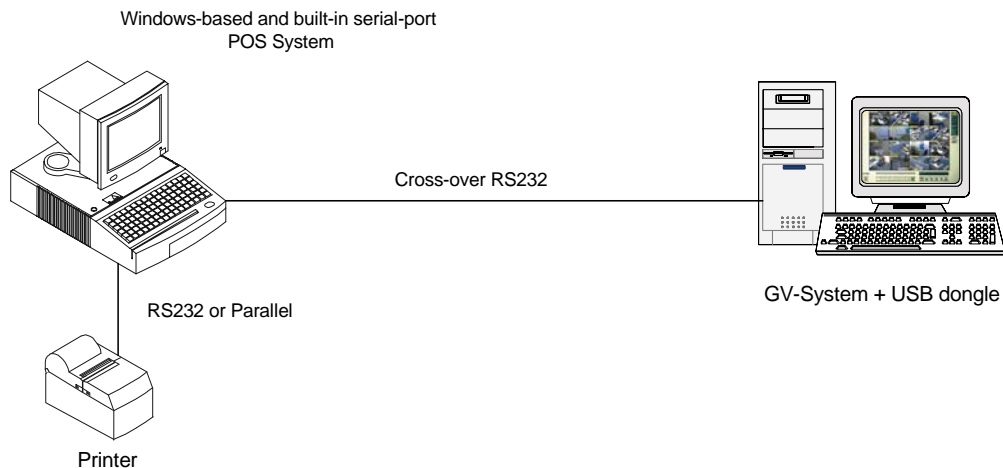 Windows-based and built-in serial-port
POS System
Cross-over RS232
GV-System + USB dongle
RS232 or Parallel
Printer